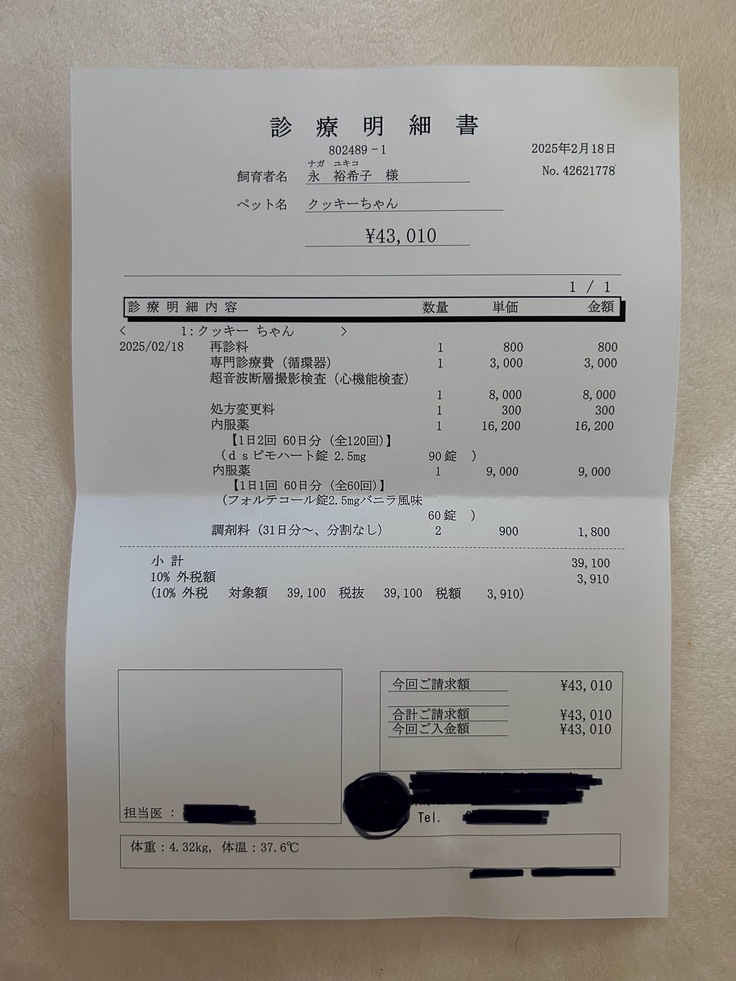 診療明細書
802489-1
2025年2月18日
ナガ ユキコ
No. 42621778
飼育者名 永 裕希子 様
ペット名 クッキーちゃん
¥43,010
1 / 1
診療明細内容 数量 単価 金額
< 1:クッキー ちゃん >
2025/02/18 再診料 1 800 800
専門診療費(循環器) 1 3,000 3,000
超音波断層撮影検査(心機能検査)
1 8,000 8,000
処方変更料 1 300 300
内服薬 1 16,200 16,200
【1日2回 60日分(全120回)】
(dsピモハート錠 2.5mg 90錠 )
内服薬 1 9,000 9,000
【1日1回 60日分(全60回)】
(フォルテコール錠2.5mgバニラ風味
60錠 )
調剤料(31日分~、分割なし) 2 900 1,800
小計 39,100
10% 外税額 3,910
(10% 外税 対象額 39,100 税抜 39,100 税額 3,910)
今回ご請求額 ¥43,010
合計ご請求額 ¥43,010
今回ご入金額 ¥43,010
担当医:
Tel.
体重:4.32kg, 体温:37.6℃